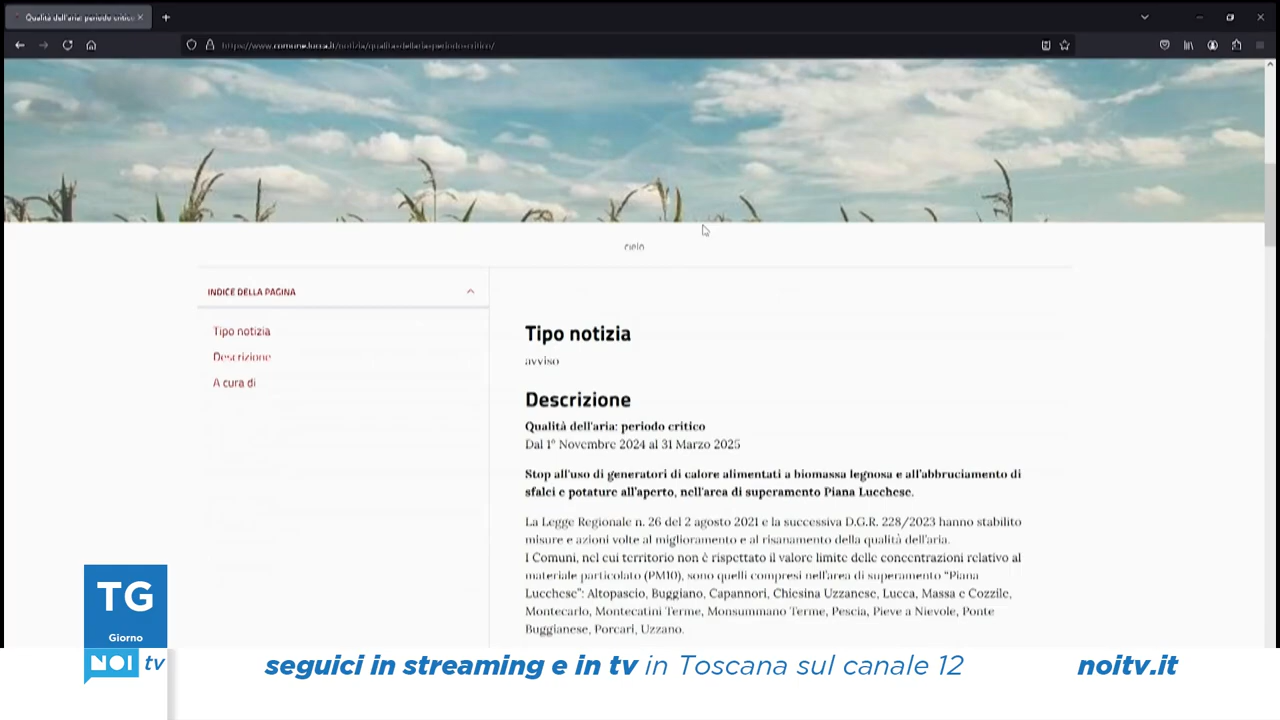 Qualità dell'aria: periodo critico
https://www.comune.lucca.it/notizia/qualita-dellaria-periodo-critico/
cielo
INDICE DELLA PAGINA
Tipo notizia
Descrizione
A cura di
Tipo notizia
avviso
Descrizione
Qualità dell'aria: periodo critico
Dal 1° Novembre 2024 al 31 Marzo 2025
Stop all'uso di generatori di calore alimentati a biomassa legnosa e all'abbruciamento di
sfalci e potature all'aperto, nell'area di superamento Piana Lucchese.
La Legge Regionale n. 26 del 2 agosto 2021 e la successiva D.G.R. 228/2023 hanno stabilito
misure e azioni volte al miglioramento e al risanamento della qualità dell'aria.
I Comuni, nel cui territorio non è rispettato il valore limite delle concentrazioni relativo al
materiale particolato (PM10), sono quelli compresi nell'area di superamento “Piana
Lucchese”: Altopascio, Buggiano, Capannori, Chiesina Uzzanese, Lucca, Massa e Cozzile,
Montecarlo, Montecatini Terme, Monsummano Terme, Pescia, Pieve a Nievole, Ponte
Buggianese, Porcari, Uzzano.
TG
Giorno
NOI tv
seguici in streaming e in tv in Toscana sul canale 12
noitv.it